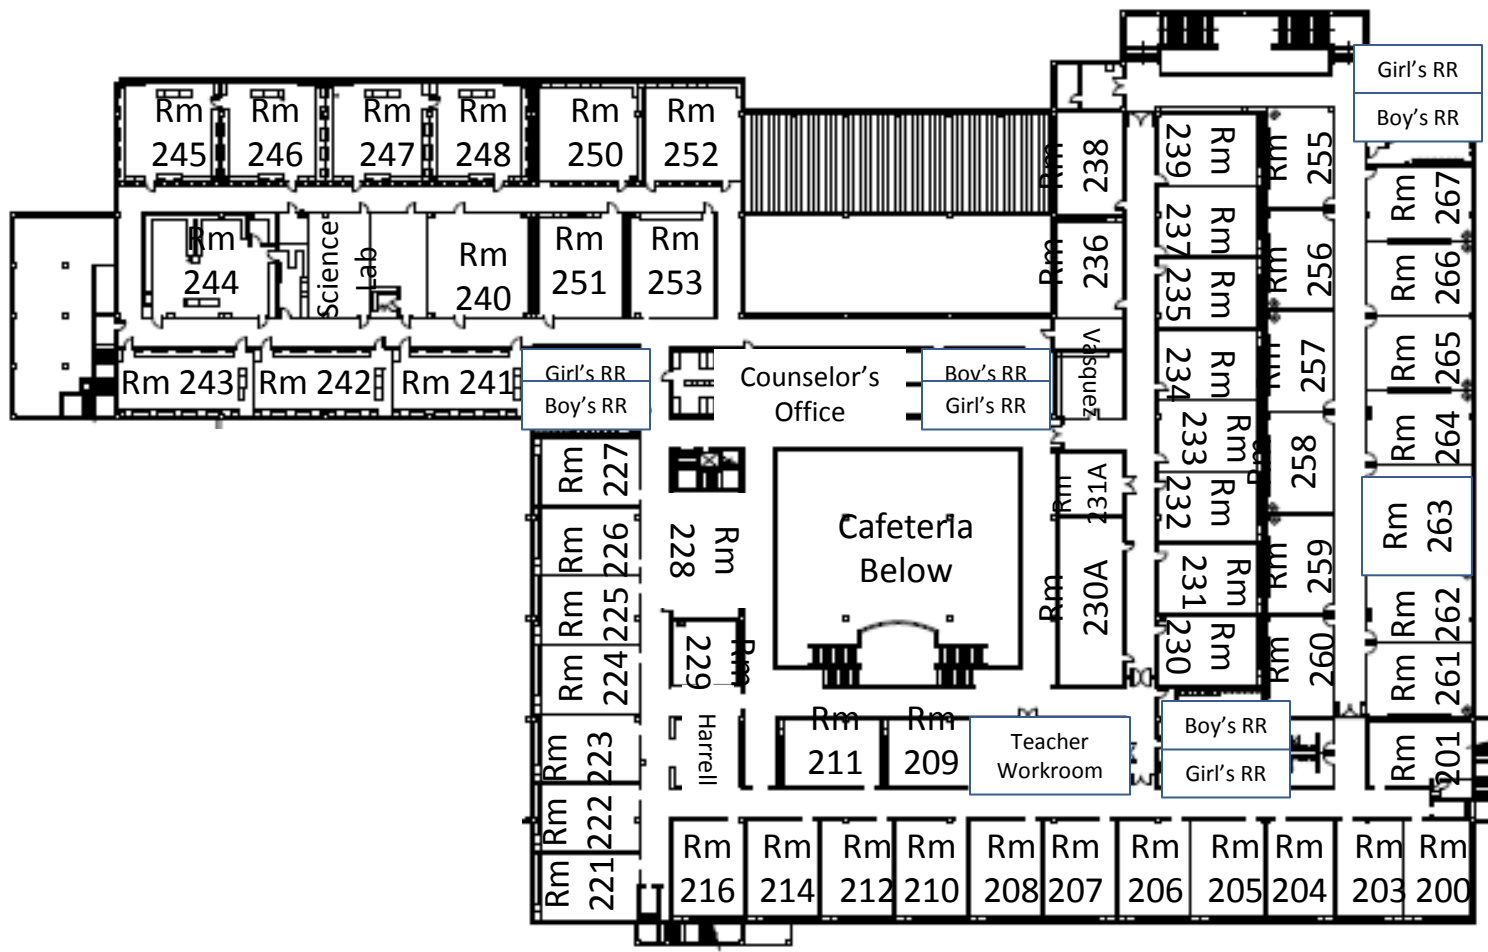 Girl's RR
Boy's RR
Rm
245
Rm
246
Rm
247
Rm
248
Rm
250
Rm
252
Rm
238
Rm
239
Rm
255
Rm
267
Rm
244
Science
Lab
Rm
240
Rm
251
Rm
253
Rm
236
Rm
237
Rm
235
Rm
256
Rm
266
Rm 243
Rm 242
Rm 241
Girl's RR
Boy's RR
Counselor's
Office
Boy's RR
Girl's RR
Vasquez
Rm
234
Rm
257
Rm
265
Rm
227
Rm
226
Rm
225
Rm
224
Rm
223
Rm
222
Rm
221
Rm
228
Rm
229
Harrell
Cafeteria
Below
Rm
231A
Rm
230A
Rm
233
Rm
232
Rm
231
Rm
230
Rm
258
Rm
259
Rm
260
Rm
264
Rm
263
Rm
262
Rm
261
Rm
211
Rm
209
Teacher
Workroom
Boy's RR
Girl's RR
Rm
201
Rm
216
Rm
214
Rm
212
Rm
210
Rm
208
Rm
207
Rm
206
Rm
205
Rm
204
Rm
203
Rm
200